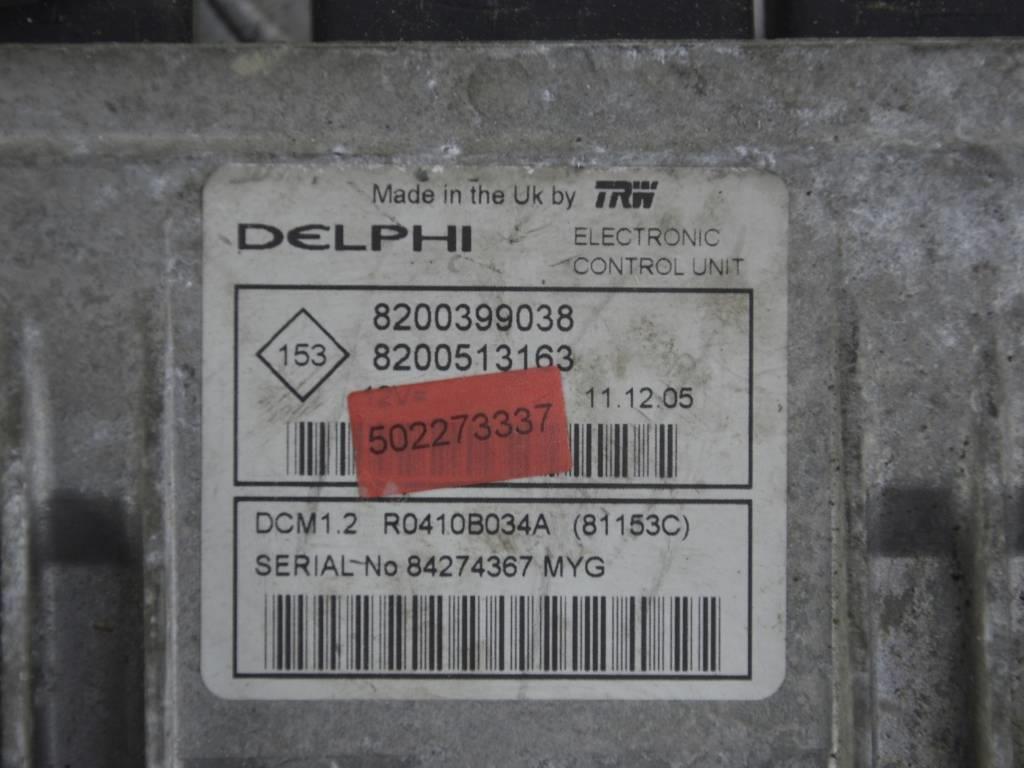 Made in the Uk by TRW
DELPHI
ELECTRONIC
CONTROL UNIT
153
8200399038
8200513163
12V=
11.12.05
502273337
DCM1.2 R0410B034A (81153C)
SERIAL No 84274367 MYG